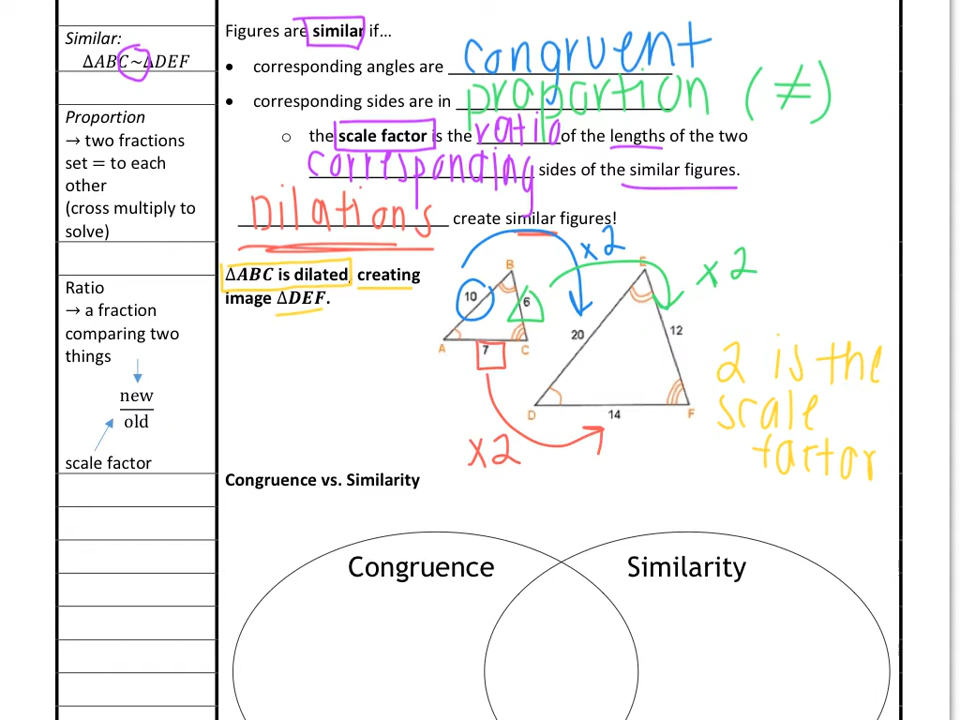 Similar:
ΔABC~ΔDEF
Proportion
→ two fractions
set = to each
other
(cross multiply to
solve)
Ratio
→ a fraction
comparing two
things
new
old
scale factor
Figures are similar if…
• corresponding angles are congruent
• corresponding sides are in proportion (≠)
o the scale factor is the ratio of the lengths of the two
corresponding sides of the similar figures.
Dilations create similar figures!
ΔABC is dilated, creating
image ΔDEF.
×2
×2
B
E
10
6
20
12
A
7
C
D
14
F
×2
2 is the
scale
factor
Congruence vs. Similarity
Congruence
Similarity